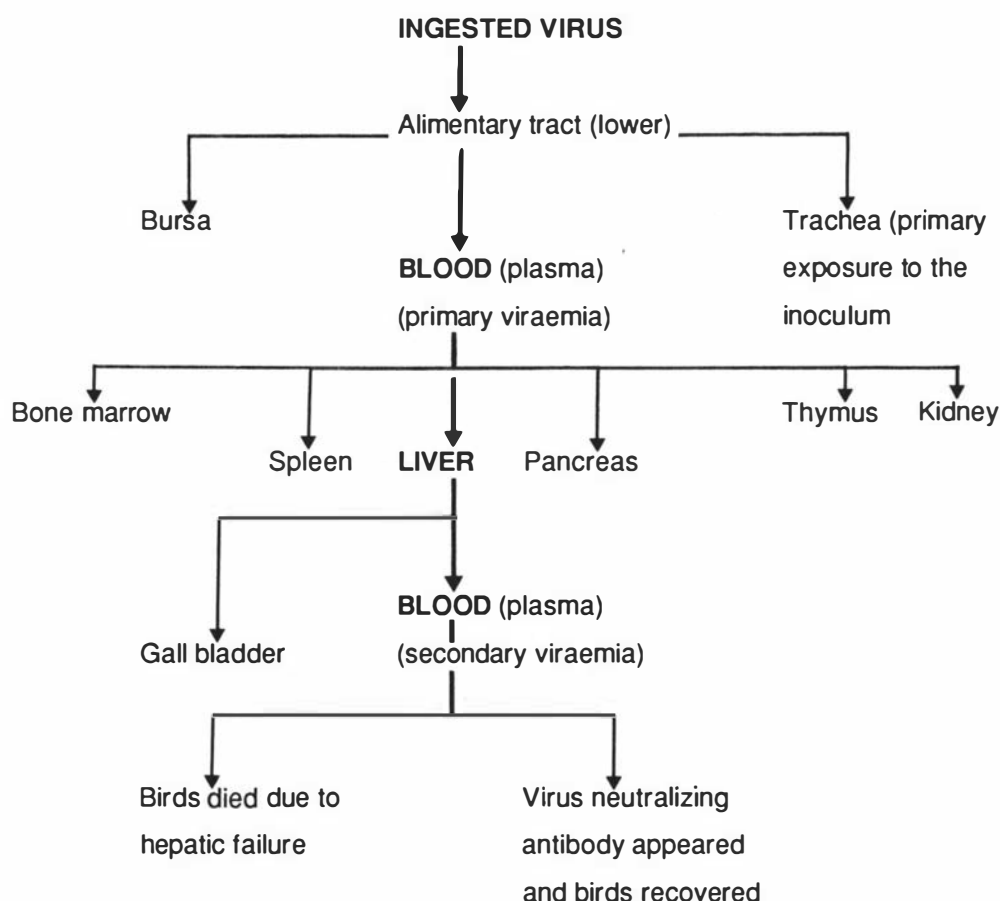 INGESTED VIRUS
Alimentary tract (lower)
Bursa
Trachea (primary
exposure to the
inoculum
BLOOD (plasma)
(primary viraemia)
Bone marrow
Spleen
LIVER
Pancreas
Thymus
Kidney
Gall bladder
BLOOD (plasma)
(secondary viraemia)
Birds died due to
hepatic failure
Virus neutralizing
antibody appeared
and birds recovered